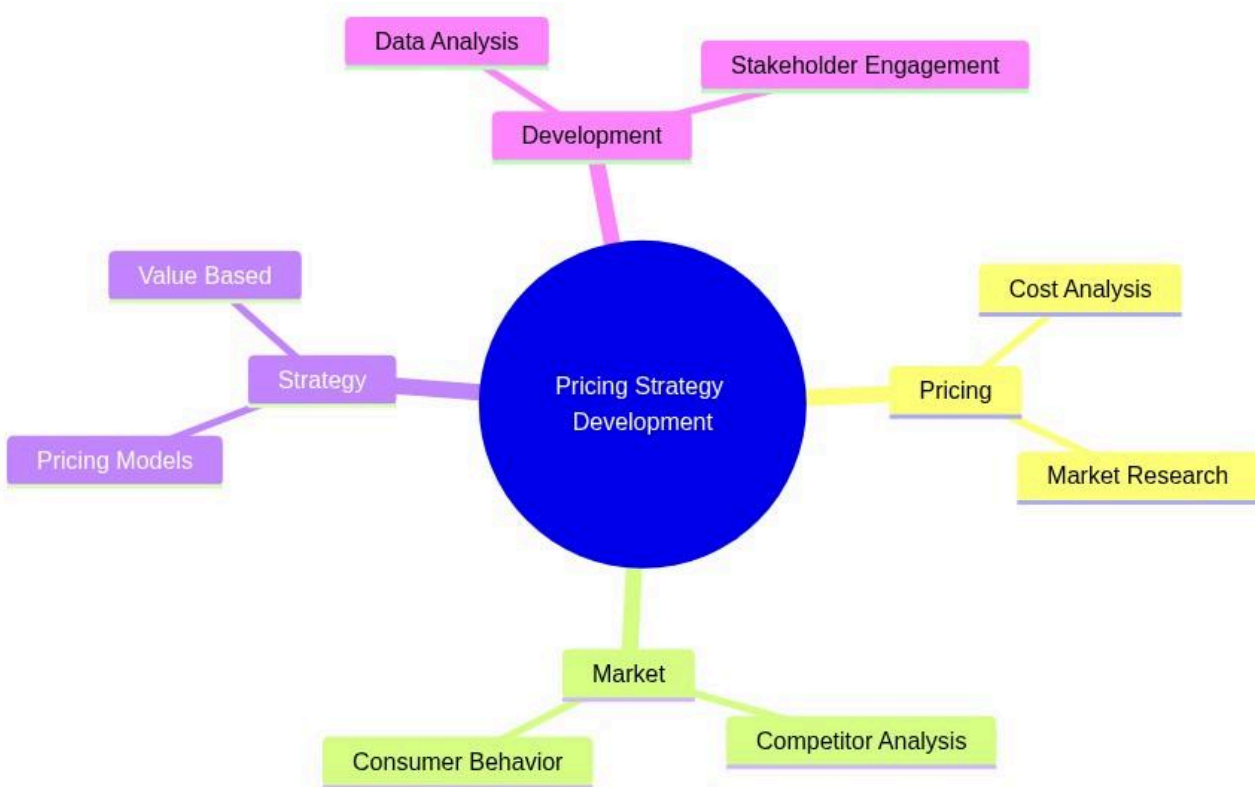 Data Analysis
Stakeholder Engagement
Development
Value Based
Strategy
Pricing Models
Pricing Strategy
Development
Cost Analysis
Pricing
Market Research
Market
Consumer Behavior
Competitor Analysis